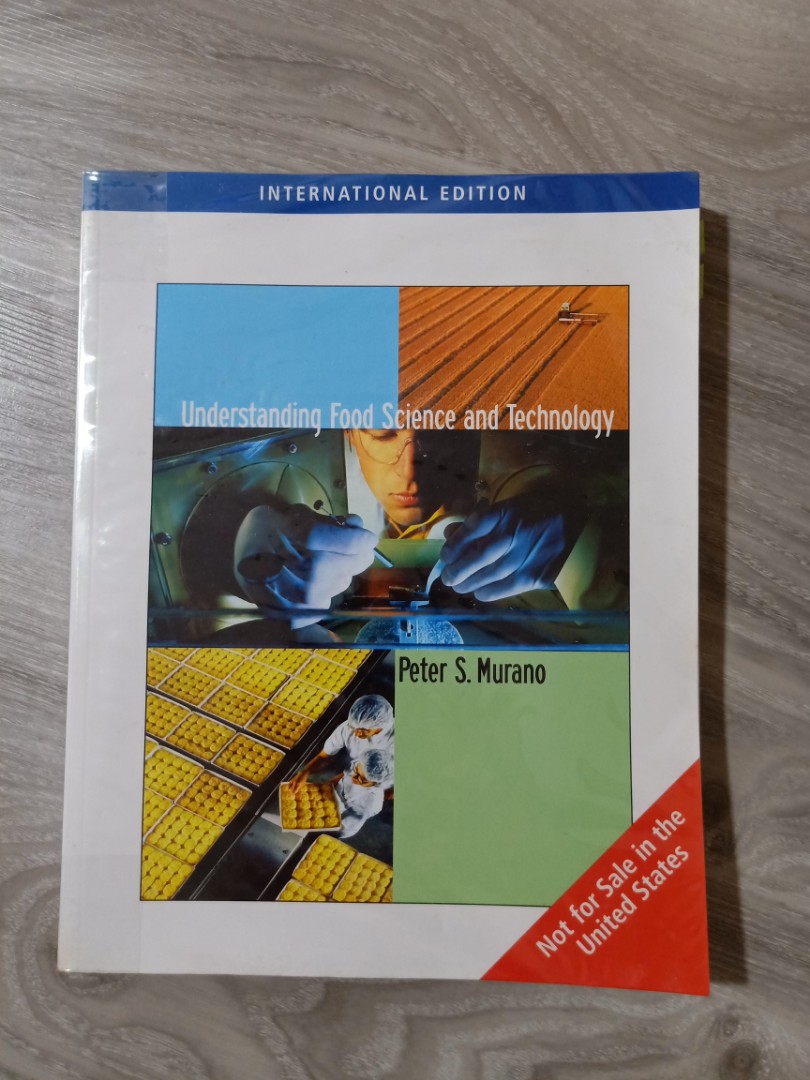 INTERNATIONAL EDITION
Understanding Food Science and Technology
Peter S. Murano
Not for Sale in the
United States